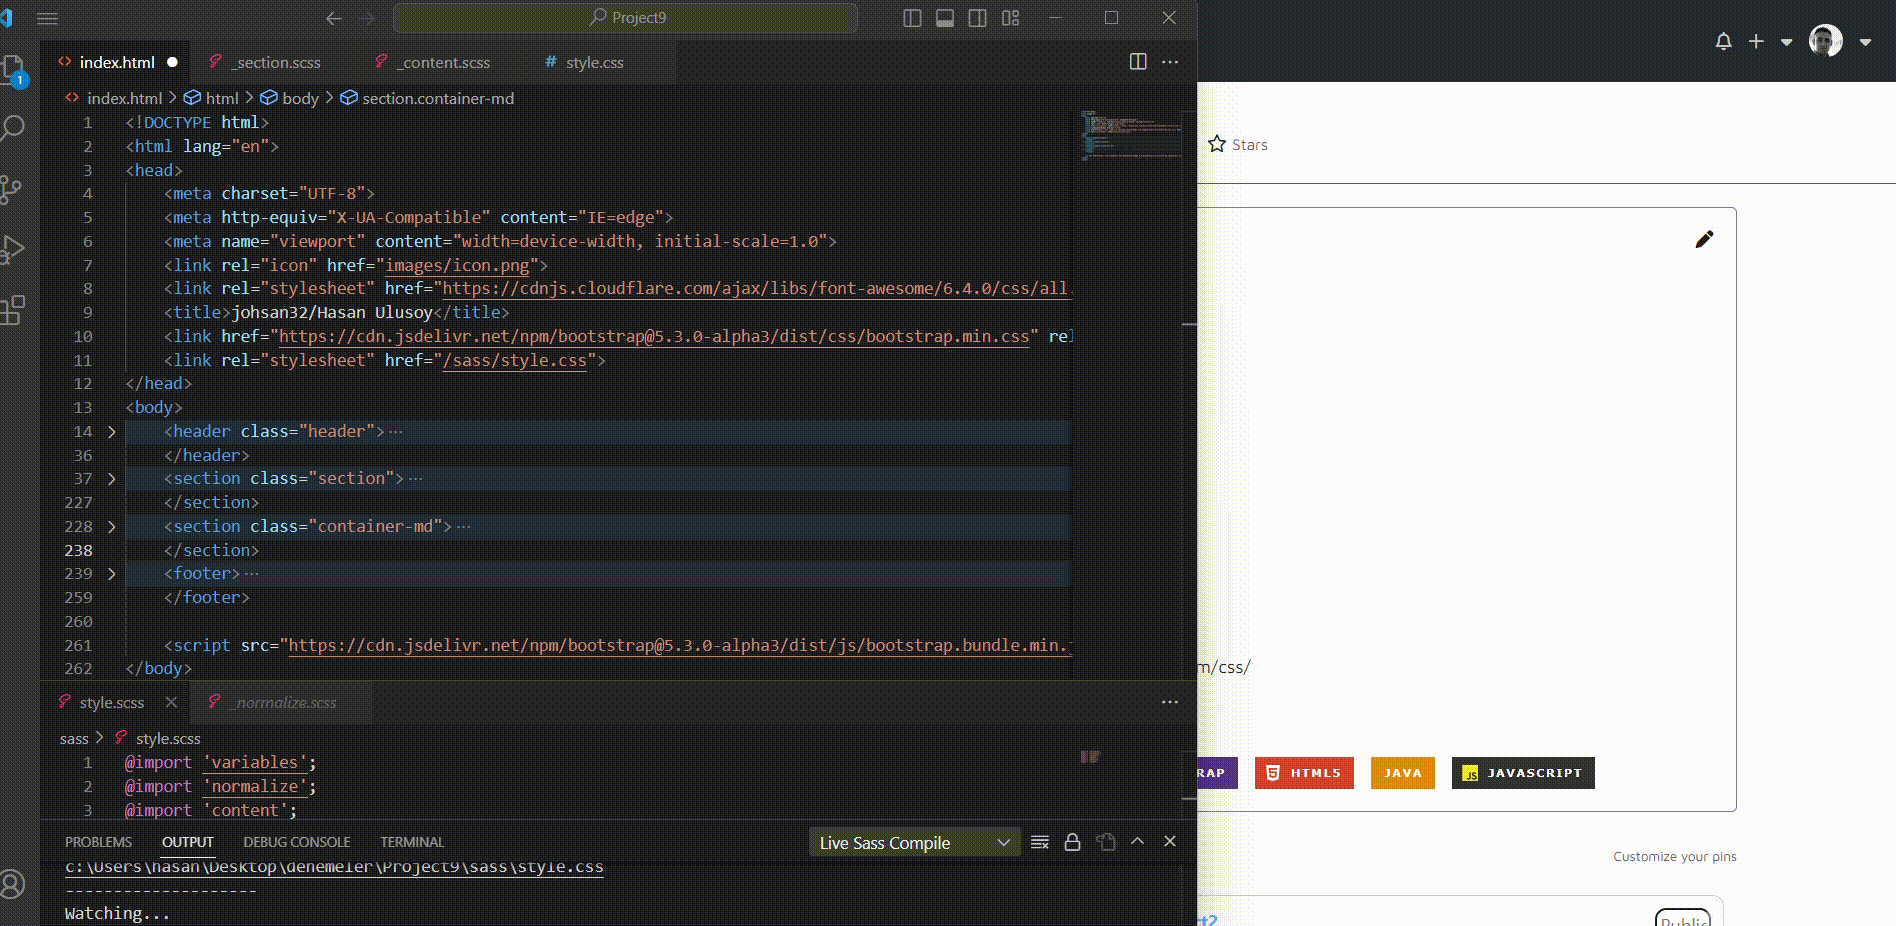 Project9
index.html
_section.scss
_content.scss
# style.css
index.html > html > body > section.container-md
1 <!DOCTYPE html>
2 <html lang="en">
3 <head>
4 <meta charset="UTF-8">
5 <meta http-equiv="X-UA-Compatible" content="IE=edge">
6 <meta name="viewport" content="width=device-width, initial-scale=1.0">
7 <link rel="icon" href="images/icon.png">
8 <link rel="stylesheet" href="https://cdnjs.cloudflare.com/ajax/libs/font-awesome/6.4.0/css/all.
9 <title>johsan32/Hasan Ulusoy</title>
10 <link href="https://cdn.jsdelivr.net/npm/bootstrap@5.3.0-alpha3/dist/css/bootstrap.min.css" rel
11 <link rel="stylesheet" href="/sass/style.css">
12 </head>
13 <body>
14 <header class="header">...
36 </header>
37 <section class="section">...
227 </section>
228 <section class="container-md">...
238 </section>
239 <footer>...
259 </footer>
260
261 <script src="https://cdn.jsdelivr.net/npm/bootstrap@5.3.0-alpha3/dist/js/bootstrap.bundle.min.j
262 </body>
style.scss
_normalize.scss
sass > style.scss
1 @import 'variables';
2 @import 'normalize';
3 @import 'content';
PROBLEMS OUTPUT DEBUG CONSOLE TERMINAL
Live Sass Compile
c:\Users\hasan\Desktop\denemeler\Project9\sass\style.css
--------------------
Watching...
1
Stars
m/css/
RAP
HTML5
JAVA
JS JAVASCRIPT
Customize your pins
ct2
Public